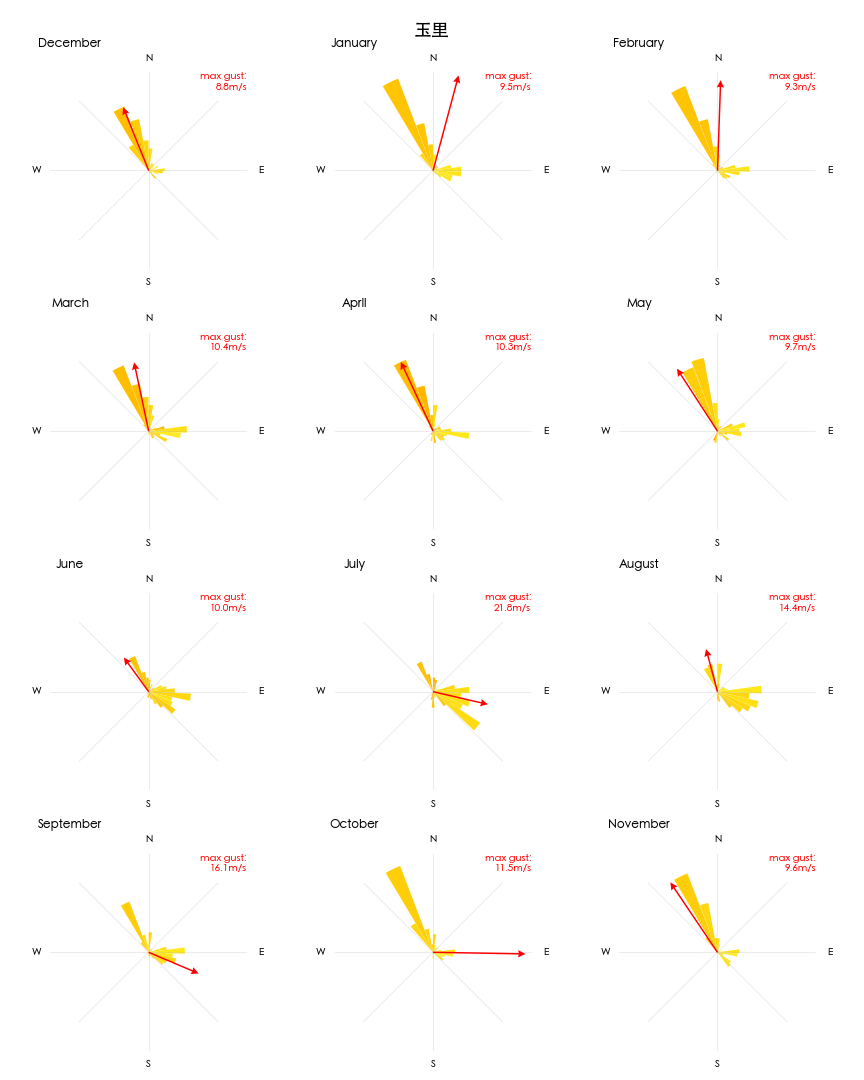 玉里
December
N
max gust:
8.8m/s
W
E
S
January
N
max gust:
9.5m/s
W
E
February
N
max gust:
9.3m/s
W
E
S
March
N
max gust:
10.4m/s
W
E
S
April
N
max gust:
10.3m/s
W
E
May
N
max gust:
9.7m/s
W
E
June
N
max gust:
10.0m/s
W
E
S
July
N
max gust:
21.8m/s
W
E
S
August
N
max gust:
14.4m/s
W
E
S
September
N
max gust:
16.1m/s
W
E
S
October
N
max gust:
11.5m/s
W
E
S
November
N
max gust:
9.6m/s
W
E
S